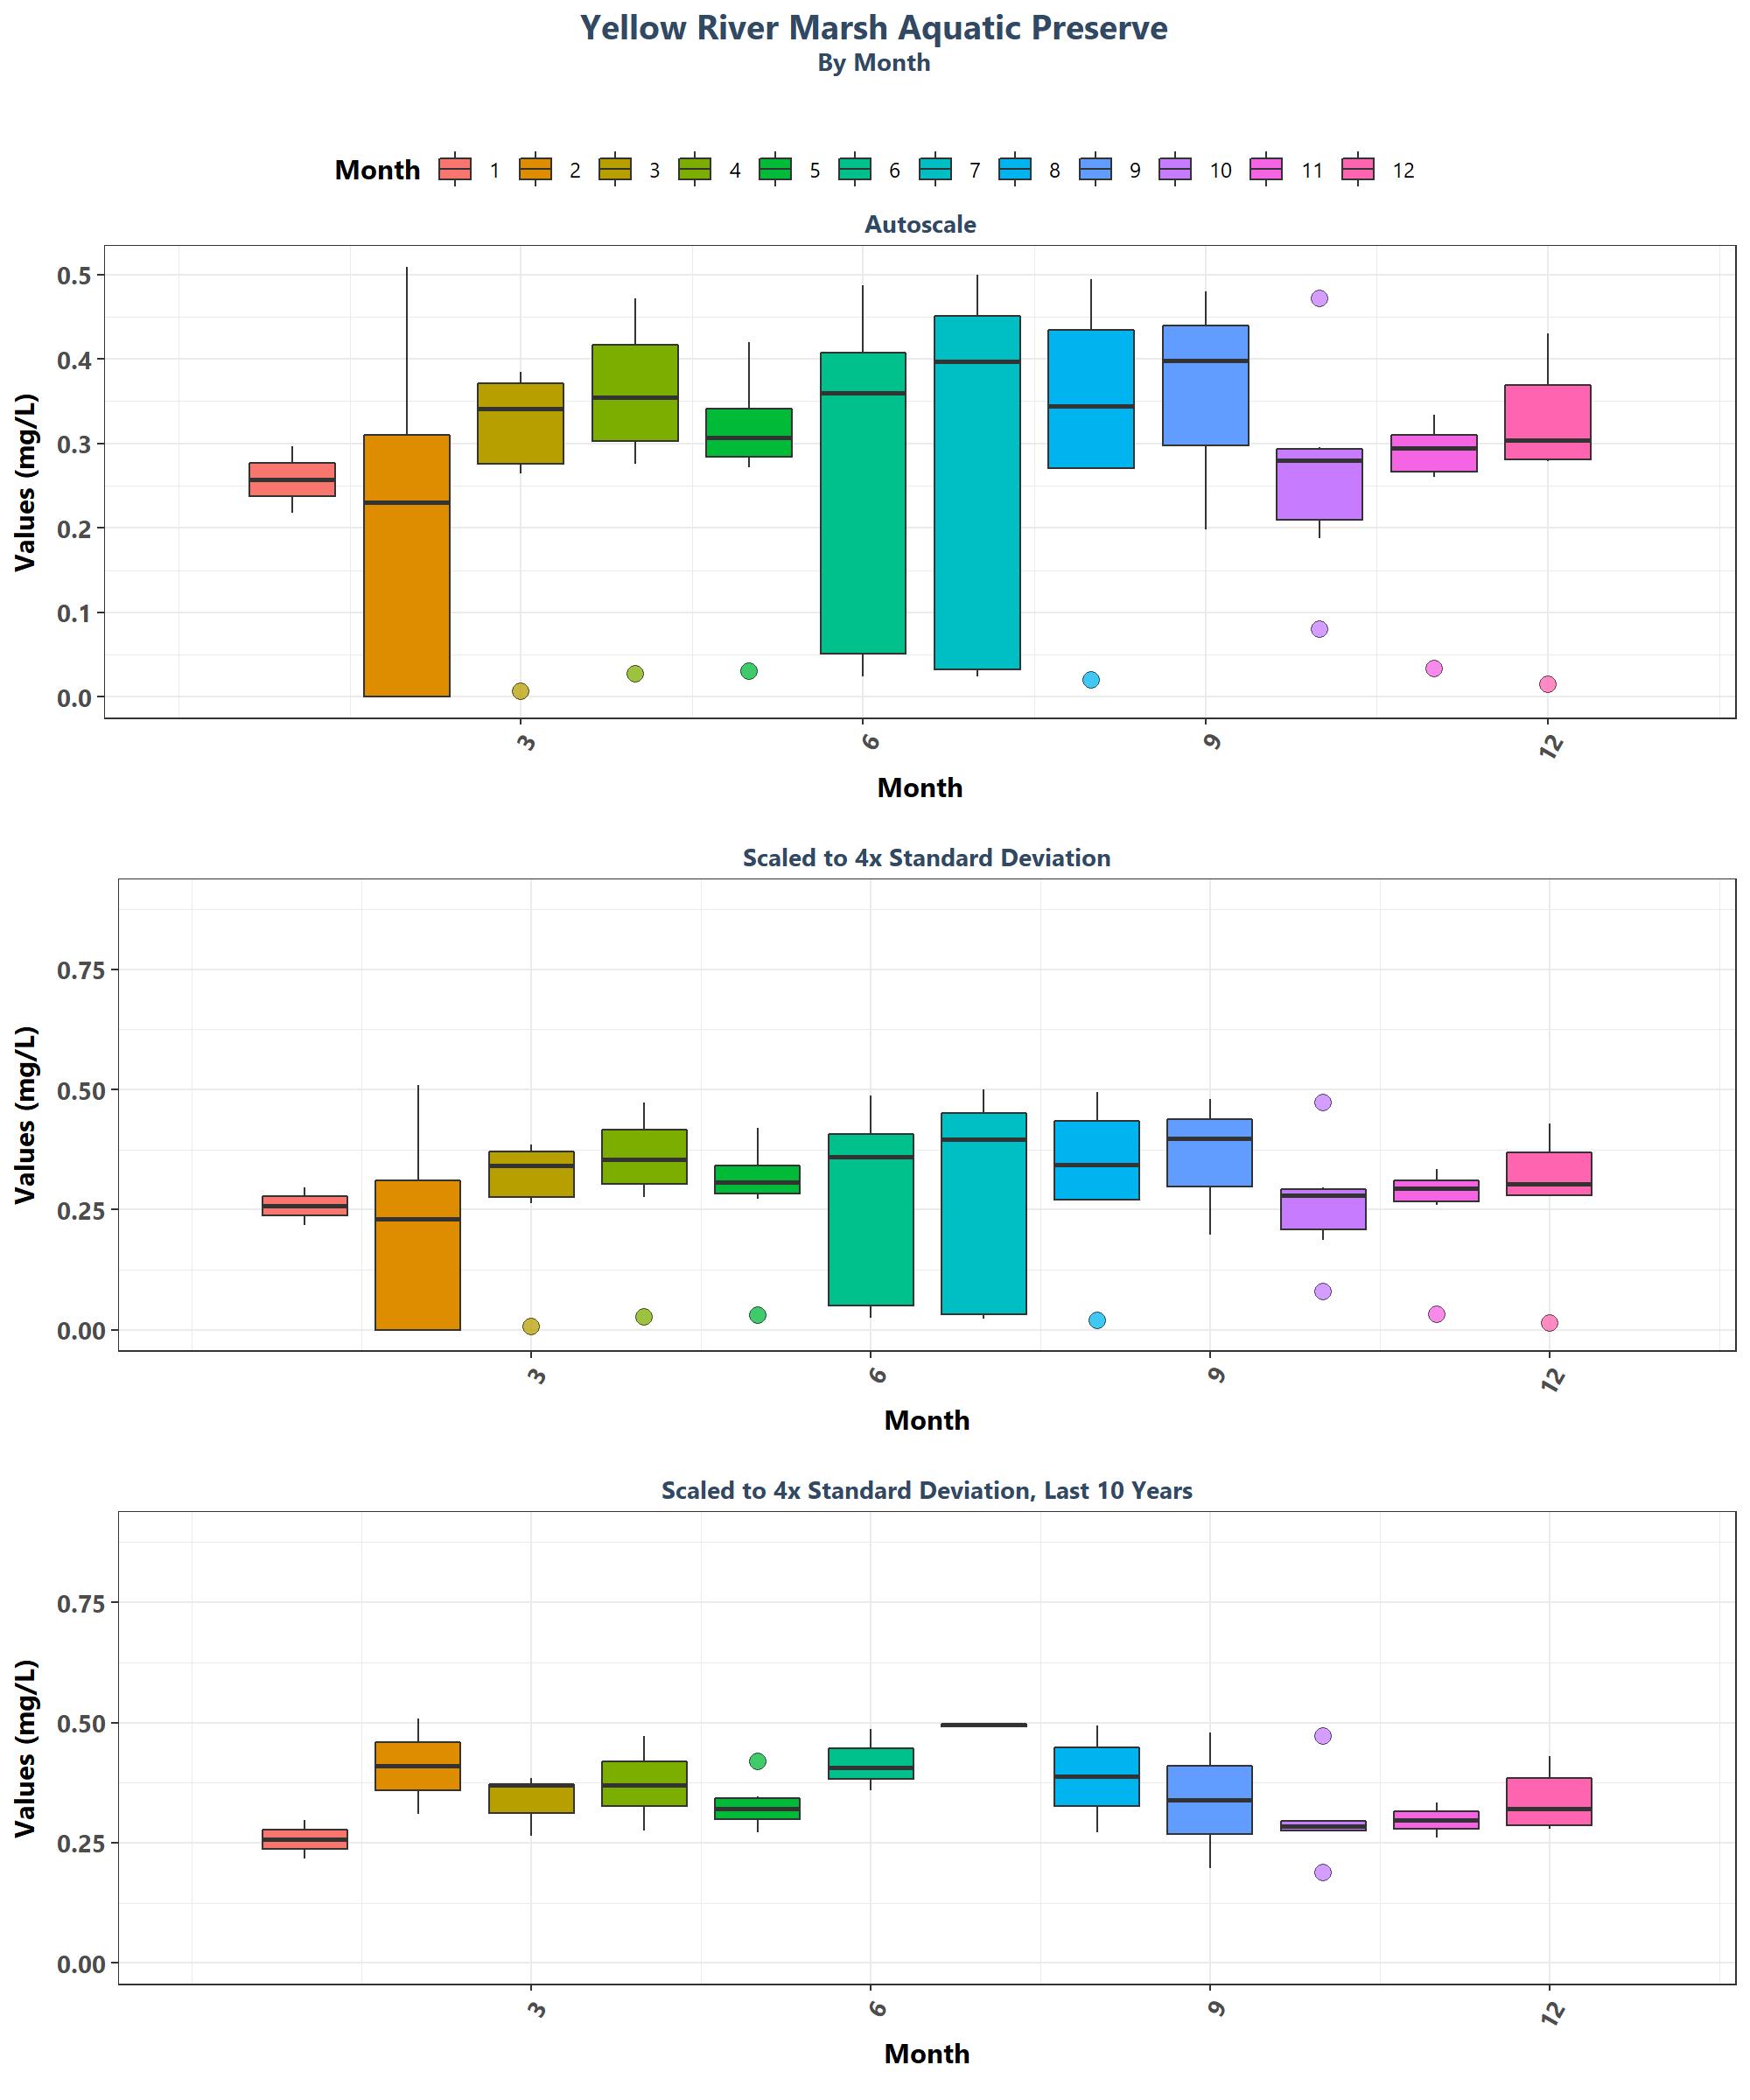 Yellow River Marsh Aquatic Preserve
By Month
Month 1 2 3 4 5 6 7 8 9 10 11 12
Autoscale
Values (mg/L)
0.5
0.4
0.3
0.2
0.1
0.0
3 6 9 12
Month
Scaled to 4x Standard Deviation
Values (mg/L)
0.75
0.50
0.25
0.00
3 6 9 12
Month
Scaled to 4x Standard Deviation, Last 10 Years
Values (mg/L)
0.75
0.50
0.25
0.00
3 6 9 12
Month